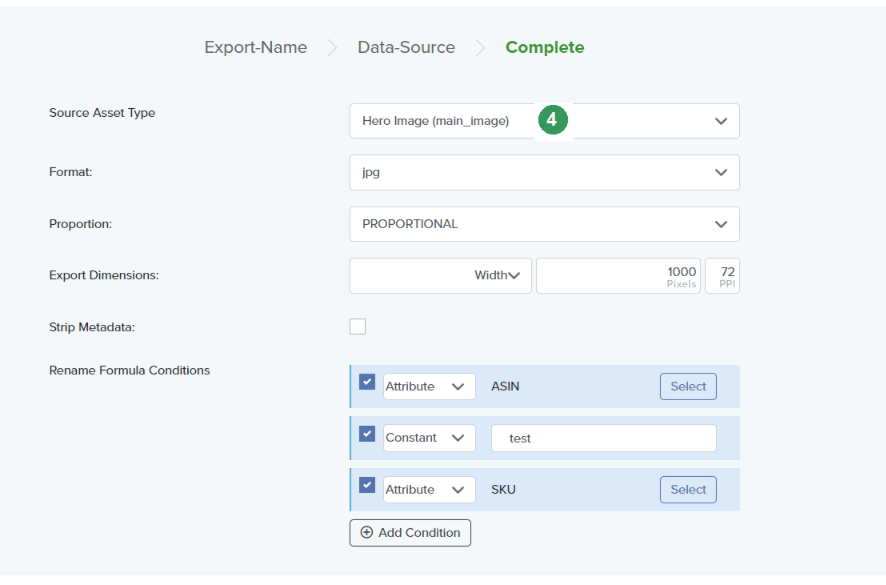 Export-Name > Data-Source > Complete
Source Asset Type
Hero Image (main_image) 4
Format:
jpg
Proportion:
PROPORTIONAL
Export Dimensions:
Width 1000 Pixels 72 PPI
Strip Metadata:
Rename Formula Conditions
Attribute ASIN Select
Constant test
Attribute SKU Select
Add Condition